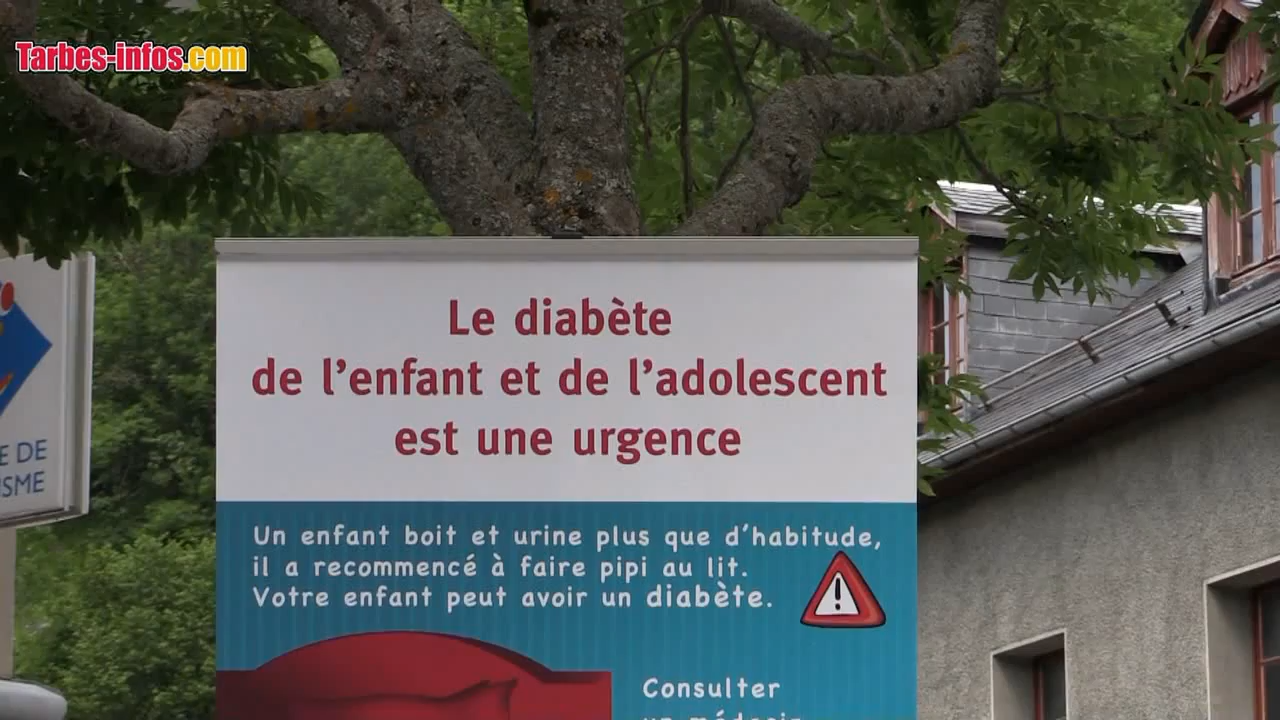 Tarbes-infos.com
Le diabète
de l'enfant et de l'adolescent
est une urgence
Un enfant boit et urine plus que d'habitude,
il a recommencé à faire pipi au lit.
Votre enfant peut avoir un diabète.
Consulter
DE